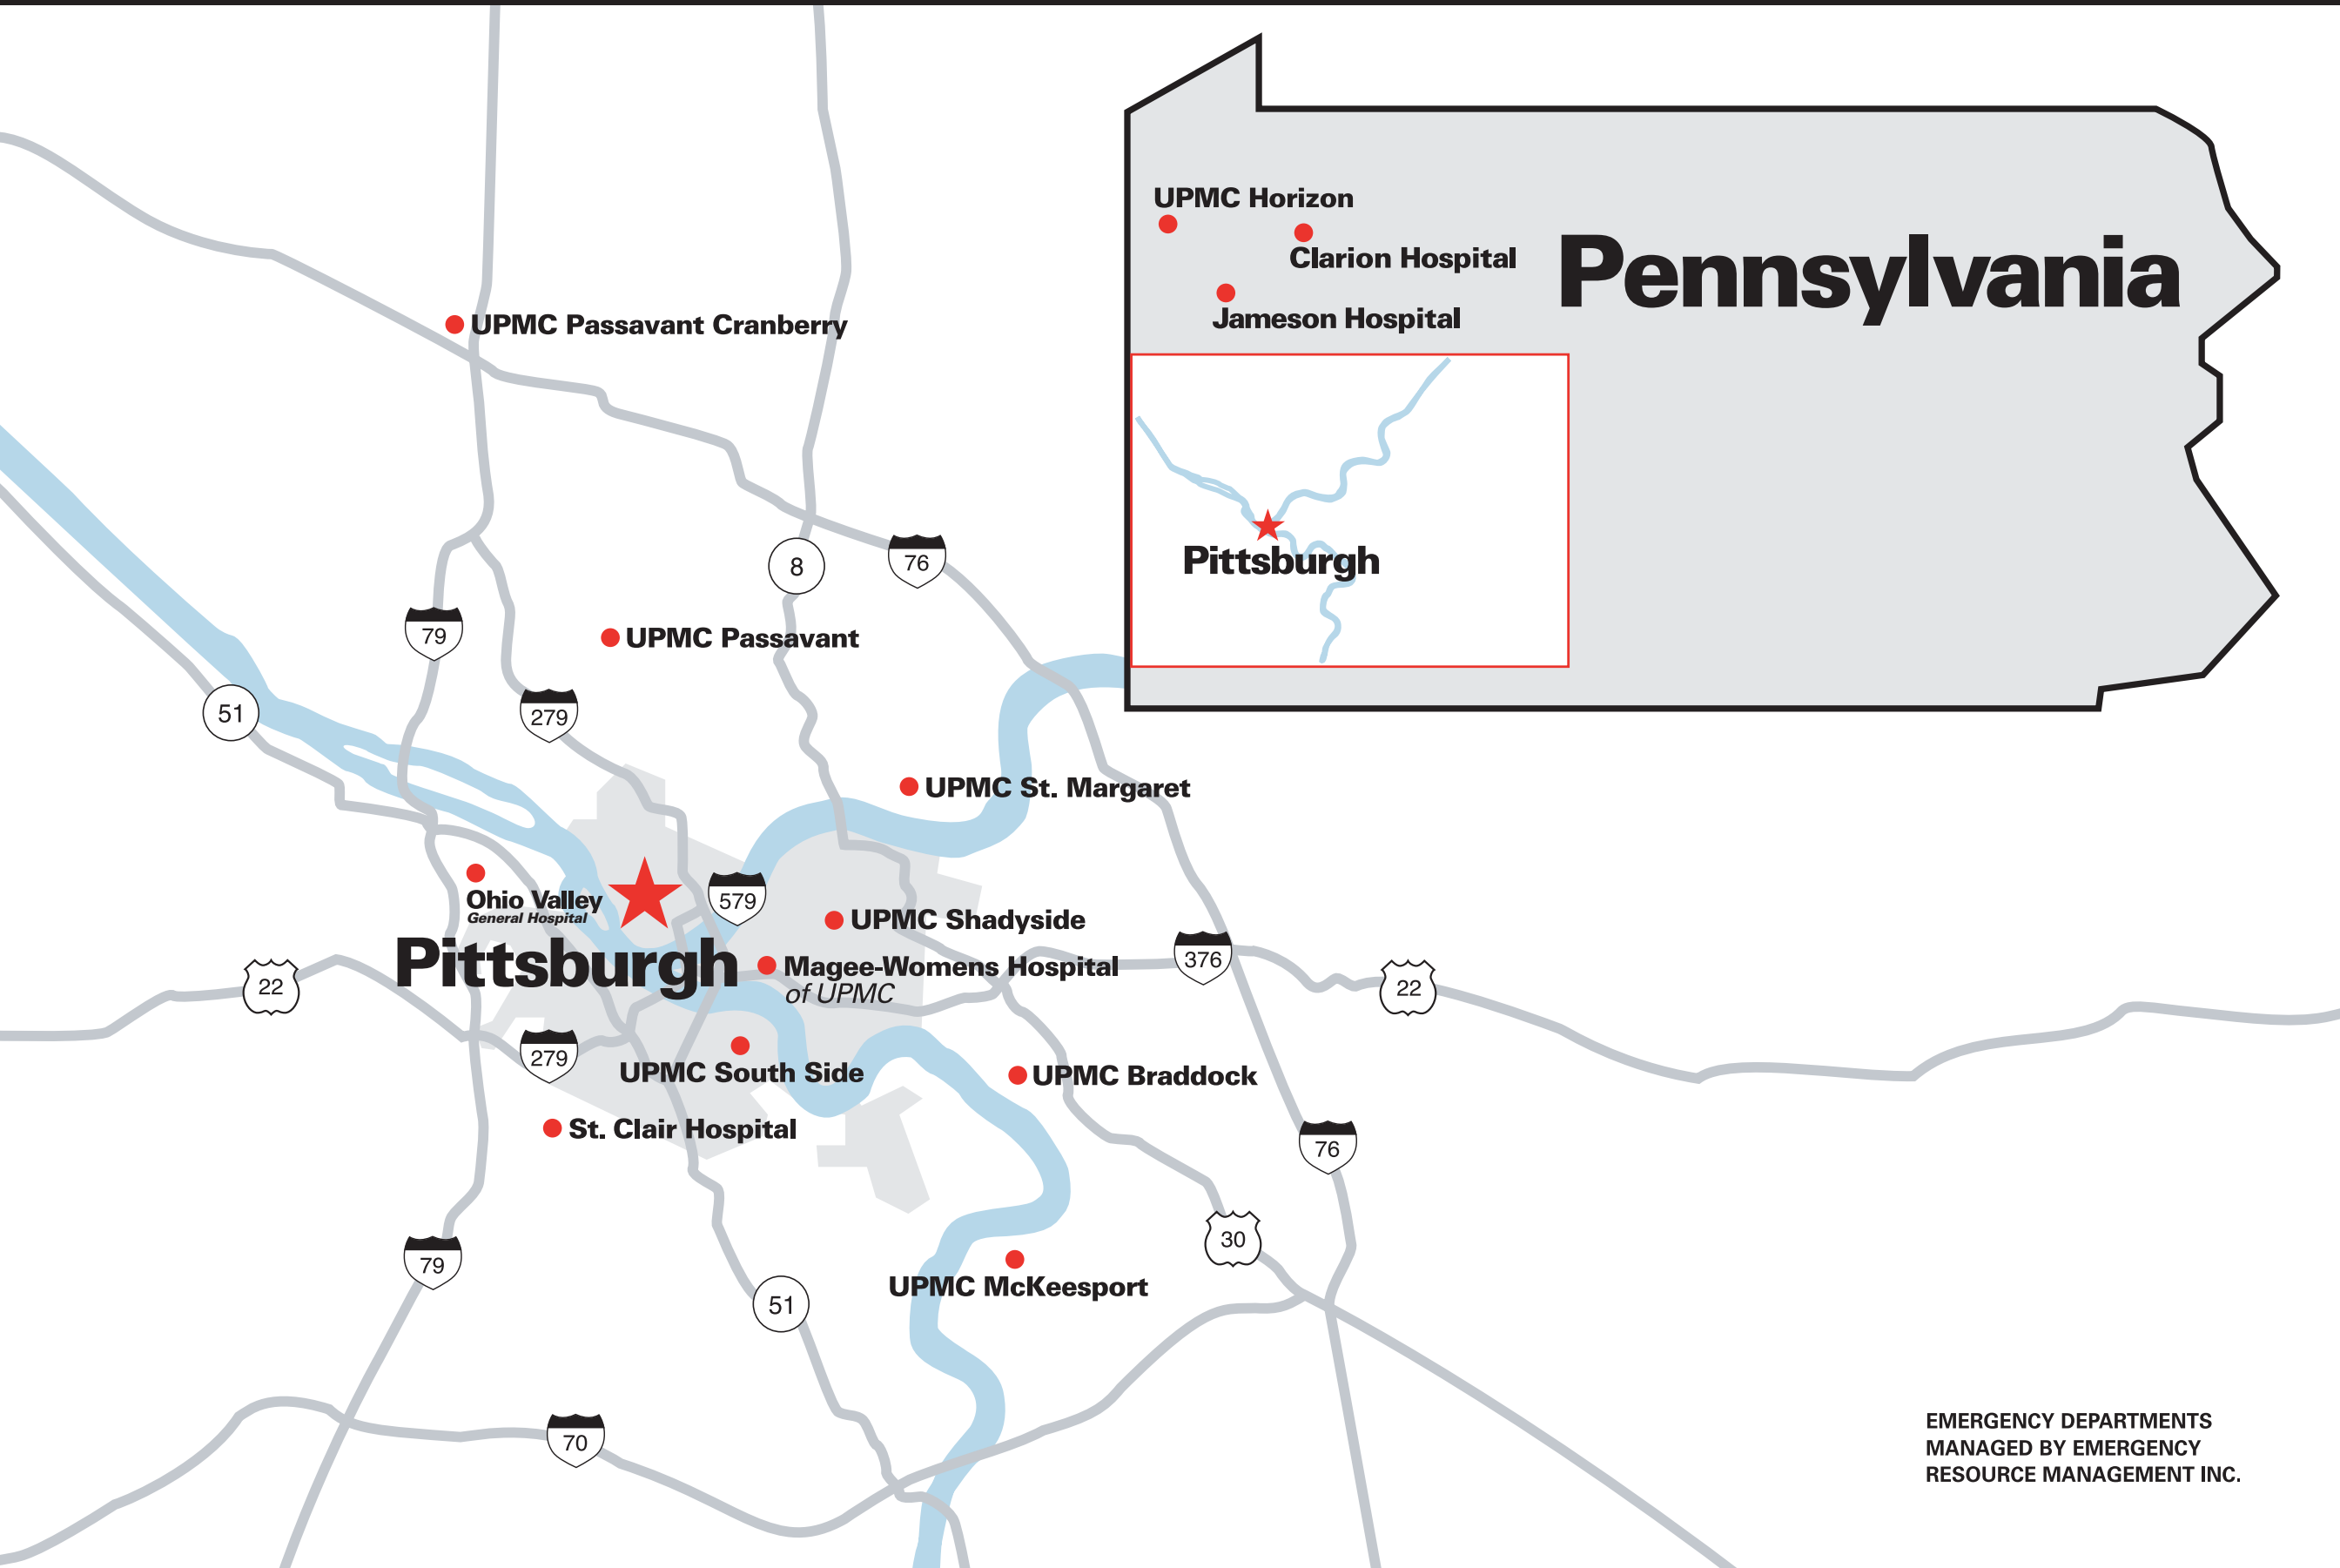 UPMC Horizon
Clarion Hospital
Pennsylvania
Jameson Hospital
UPMC Passavant Cranberry
Pittsburgh
8
76
79
UPMC Passavant
51
279
UPMC St. Margaret
Ohio Valley
General Hospital
579
UPMC Shadyside
Pittsburgh
Magee-Womens Hospital
of UPMC
376
22
22
279
UPMC South Side
UPMC Braddock
St. Clair Hospital
76
30
79
UPMC McKeesport
51
70
EMERGENCY DEPARTMENTS
MANAGED BY EMERGENCY
RESOURCE MANAGEMENT INC.